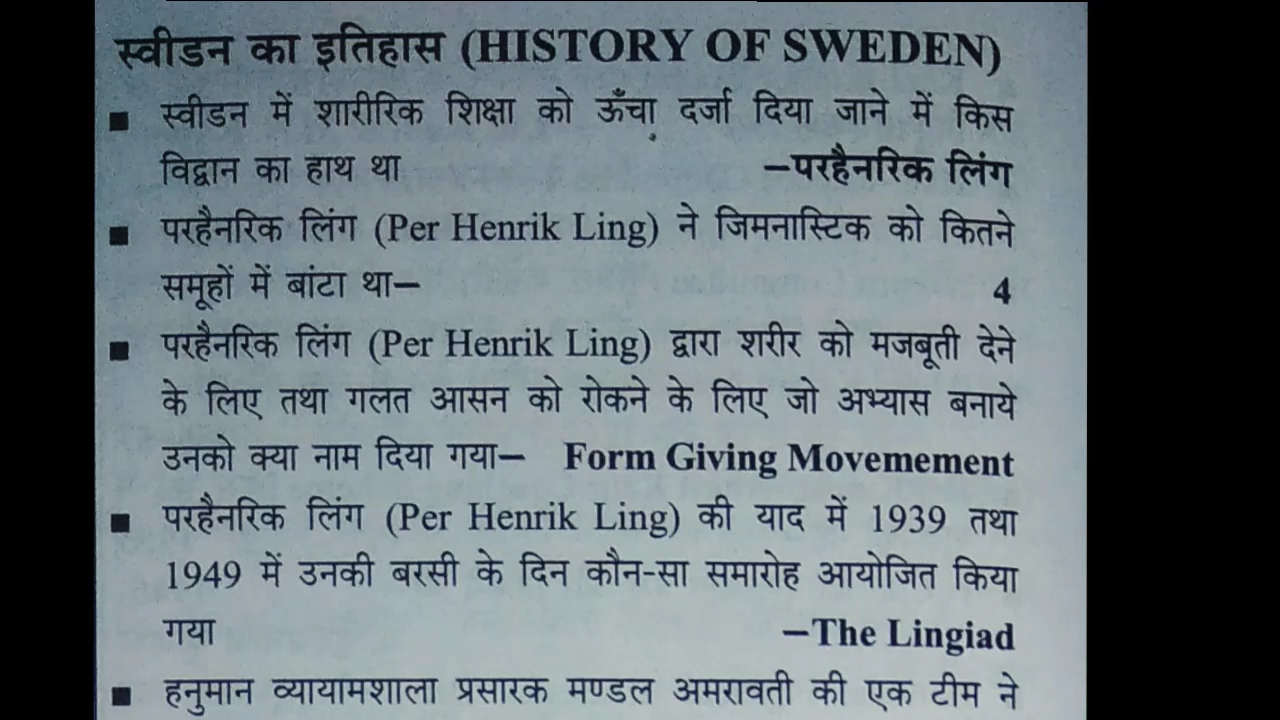 स्वीडन का इतिहास (HISTORY OF SWEDEN)
■ स्वीडन में शारीरिक शिक्षा को ऊँचा दर्जा दिया जाने में किस
विद्वान का हाथ था –परहैनरिक लिंग
■ परहैनरिक लिंग (Per Henrik Ling) ने जिमनास्टिक को कितने
समूहों में बांटा था– 4
■ परहैनरिक लिंग (Per Henrik Ling) द्वारा शरीर को मजबूती देने
के लिए तथा गलत आसन को रोकने के लिए जो अभ्यास बनाये
उनको क्या नाम दिया गया– Form Giving Movemement
■ परहैनरिक लिंग (Per Henrik Ling) की याद में 1939 तथा
1949 में उनकी बरसी के दिन कौन-सा समारोह आयोजित किया
गया –The Lingiad
■ हनुमान व्यायामशाला प्रसारक मण्डल अमरावती की एक टीम ने